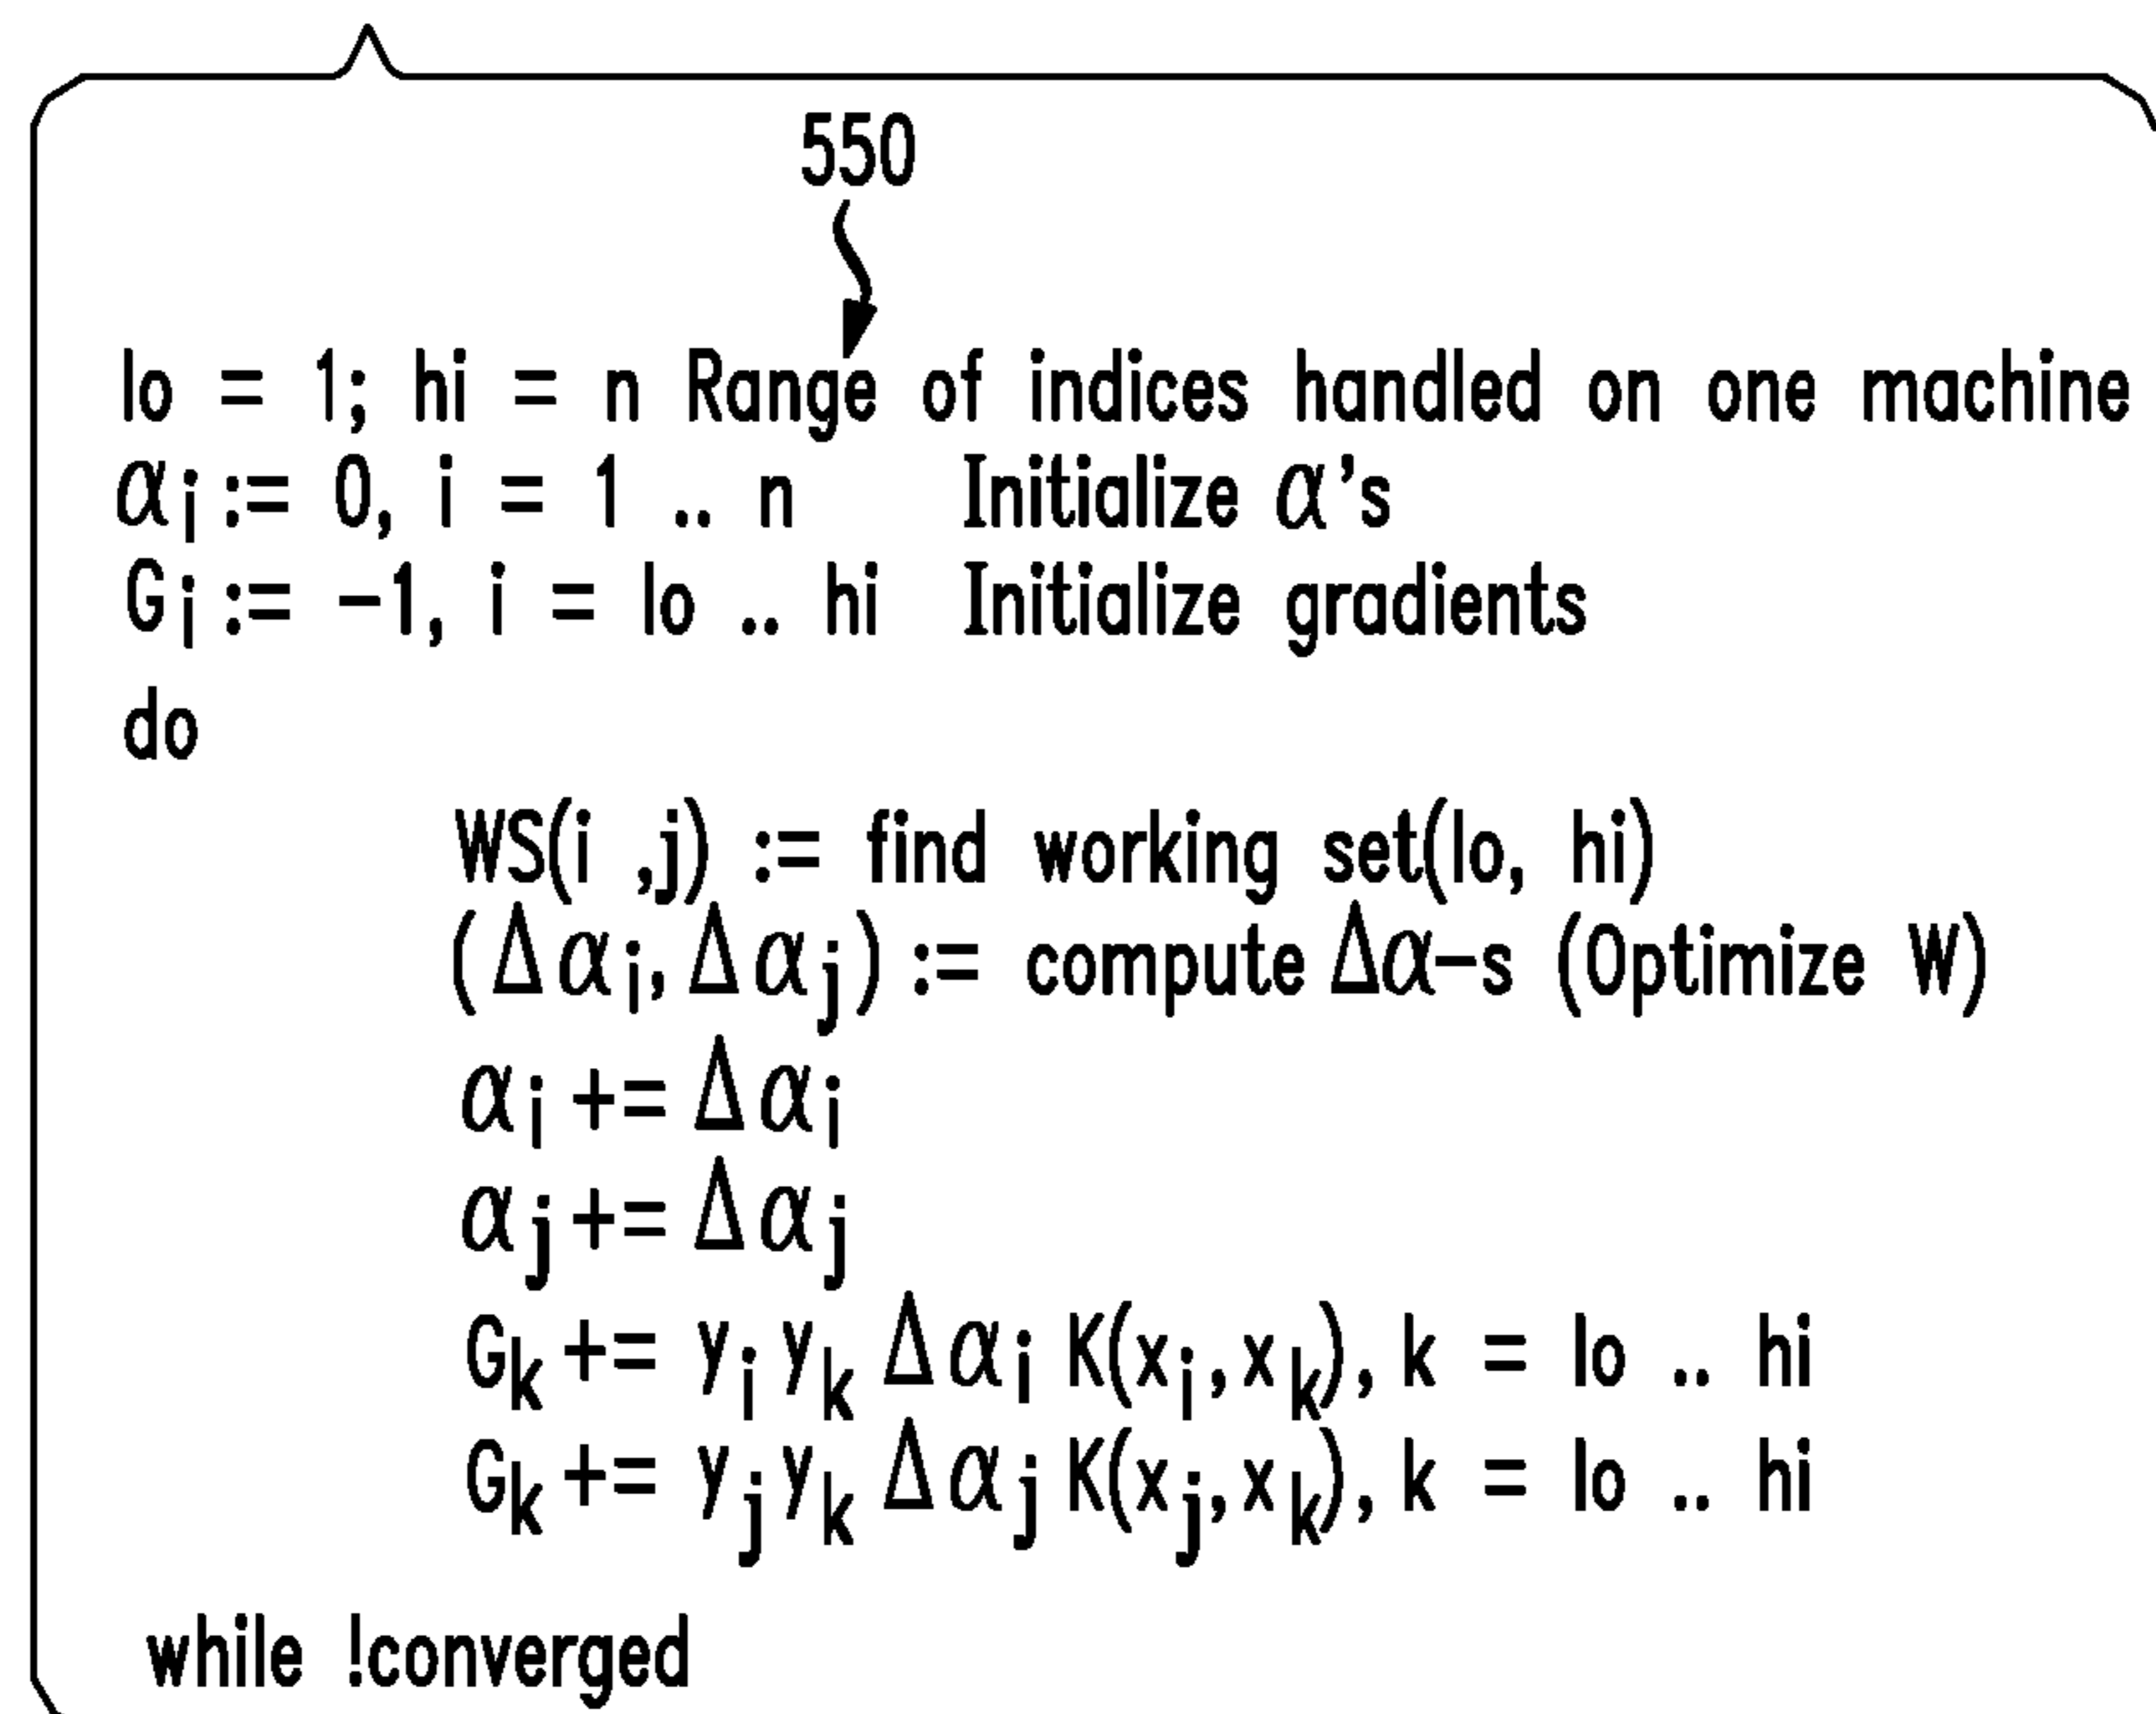 550
lo = 1; hi = n Range of indices handled on one machine
αi := 0, i = 1 .. n Initialize α's
Gi := -1, i = lo .. hi Initialize gradients
do
WS(i ,j) := find working set(lo, hi)
(Δαi, Δαj) := compute Δα-s (Optimize W)
αi += Δαi
αj += Δαj
Gk += yi yk Δαi K(xi,xk), k = lo .. hi
Gk += yj yk Δαj K(xj,xk), k = lo .. hi
while !converged